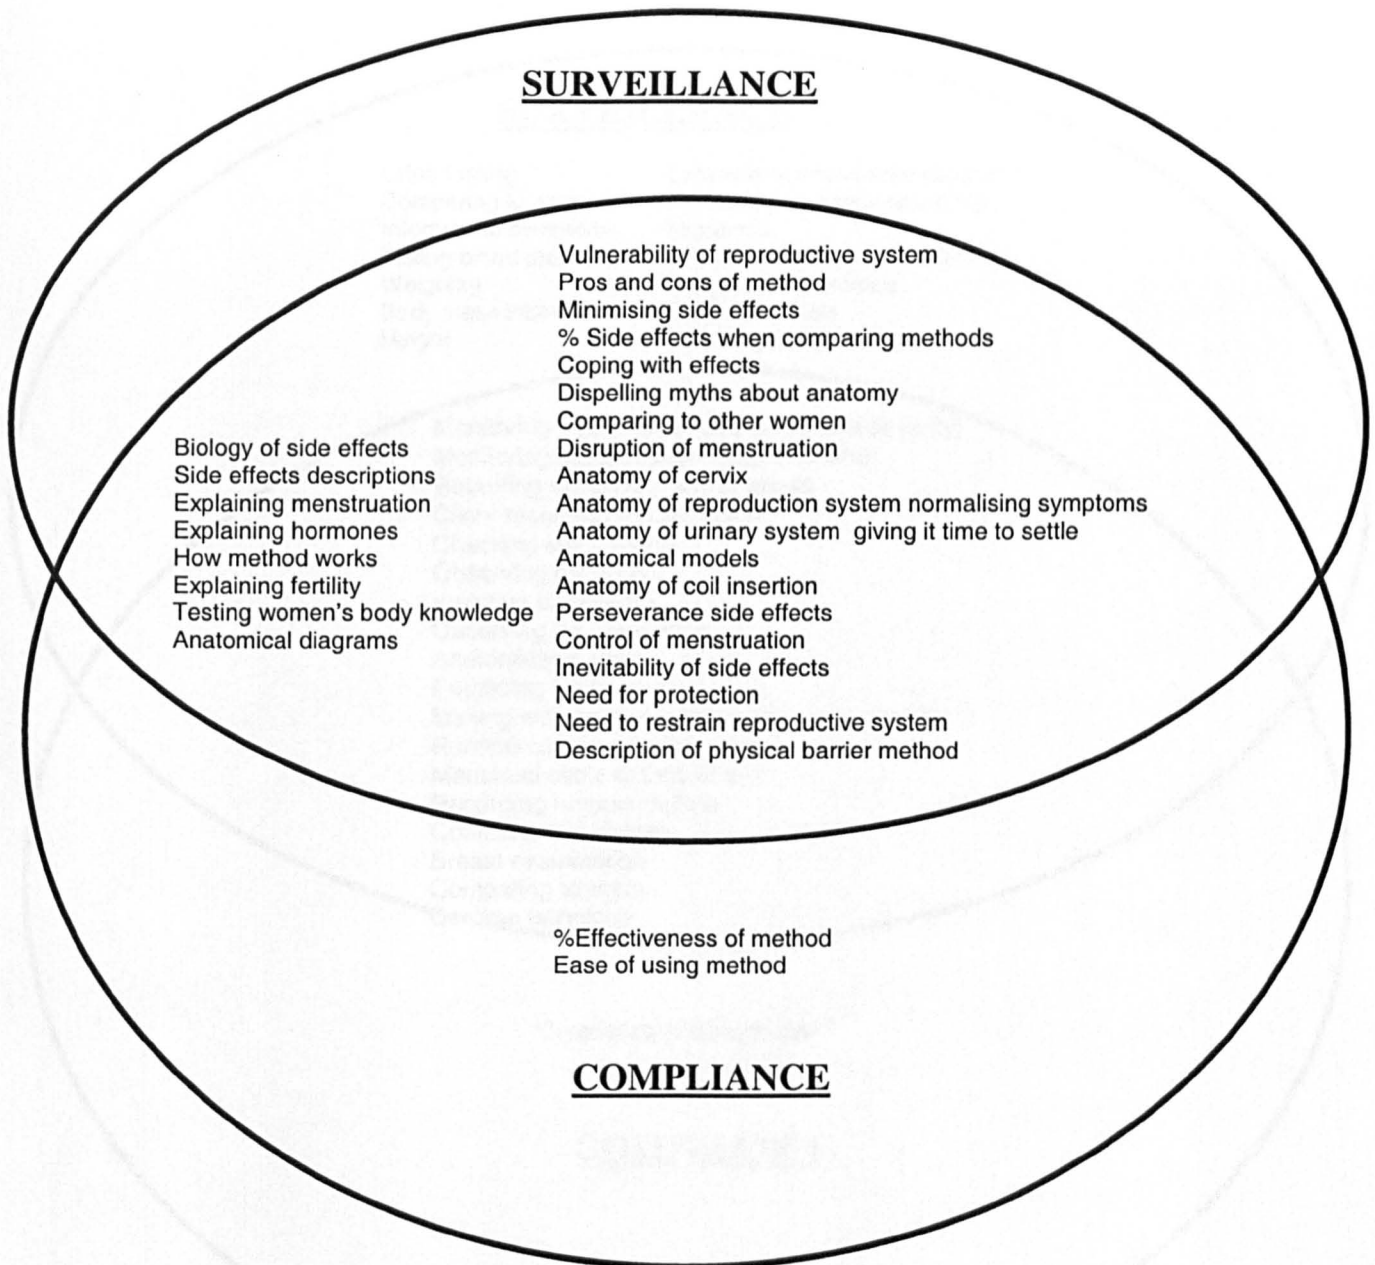 SURVEILLANCE
Vulnerability of reproductive system
Pros and cons of method
Minimising side effects
% Side effects when comparing methods
Coping with effects
Dispelling myths about anatomy
Comparing to other women
Disruption of menstruation
Anatomy of cervix
Anatomy of reproduction system normalising symptoms
Anatomy of urinary system  giving it time to settle
Anatomical models
Anatomy of coil insertion
Perseverance side effects
Control of menstruation
Inevitability of side effects
Need for protection
Need to restrain reproductive system
Description of physical barrier method
Biology of side effects
Side effects descriptions
Explaining menstruation
Explaining hormones
How method works
Explaining fertility
Testing women's body knowledge
Anatomical diagrams
%Effectiveness of method
Ease of using method
COMPLIANCE